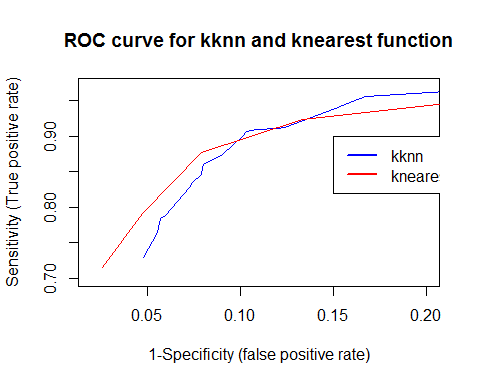 ROC curve for kknn and knearest function
Sensitivity (True positive rate)
0.90
0.80
0.70
kknn
kneares
0.05 0.10 0.15 0.20
1-Specificity (false positive rate)